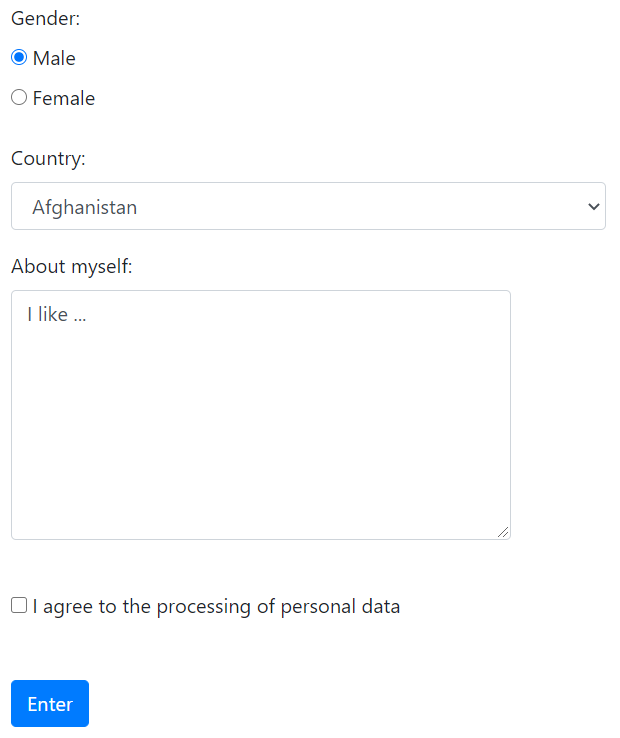 Gender:
Male
Female
Country:
Afghanistan
About myself:
I like ...
I agree to the processing of personal data
Enter